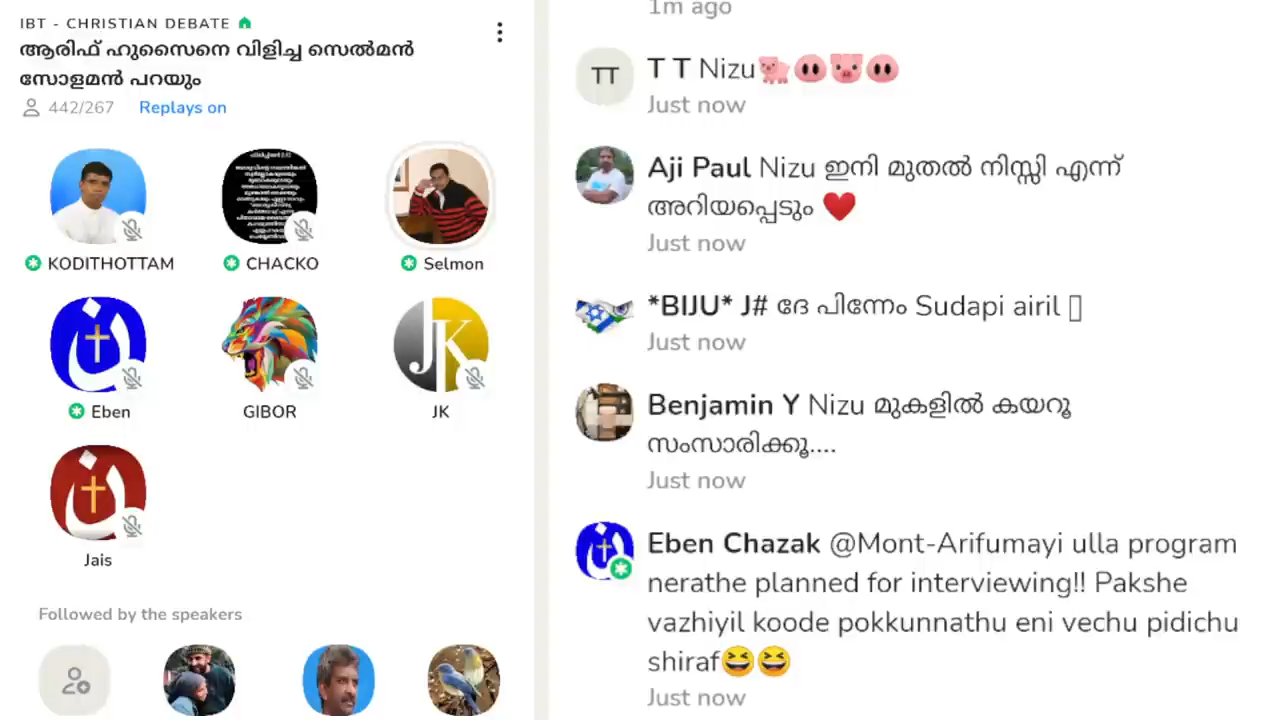 IBT - CHRISTIAN DEBATE
ആരിഫ് ഹുസൈനെ വിളിച്ച സെൽമൻ
സോളമൻ പറയും
442/267 Replays on
KODITHOTTAM
CHACKO
Selmon
Eben
GIBOR
JK
JK
Jais
Followed by the speakers
1m ago
TT
T T Nizu🐖🐽🐷🐽
Just now
Aji Paul Nizu ഇനി മുതൽ നിസ്സി എന്ന്
അറിയപ്പെടും ❤️
Just now
*BIJU* J# ദേ പിന്നേം Sudapi airil
Just now
Benjamin Y Nizu മുകളിൽ കയറൂ
സംസാരിക്കൂ....
Just now
Eben Chazak @Mont-Arifumayi ulla program
nerathe planned for interviewing!! Pakshe
vazhiyil koode pokkunnathu eni vechu pidichu
shiraf😆😆
Just now